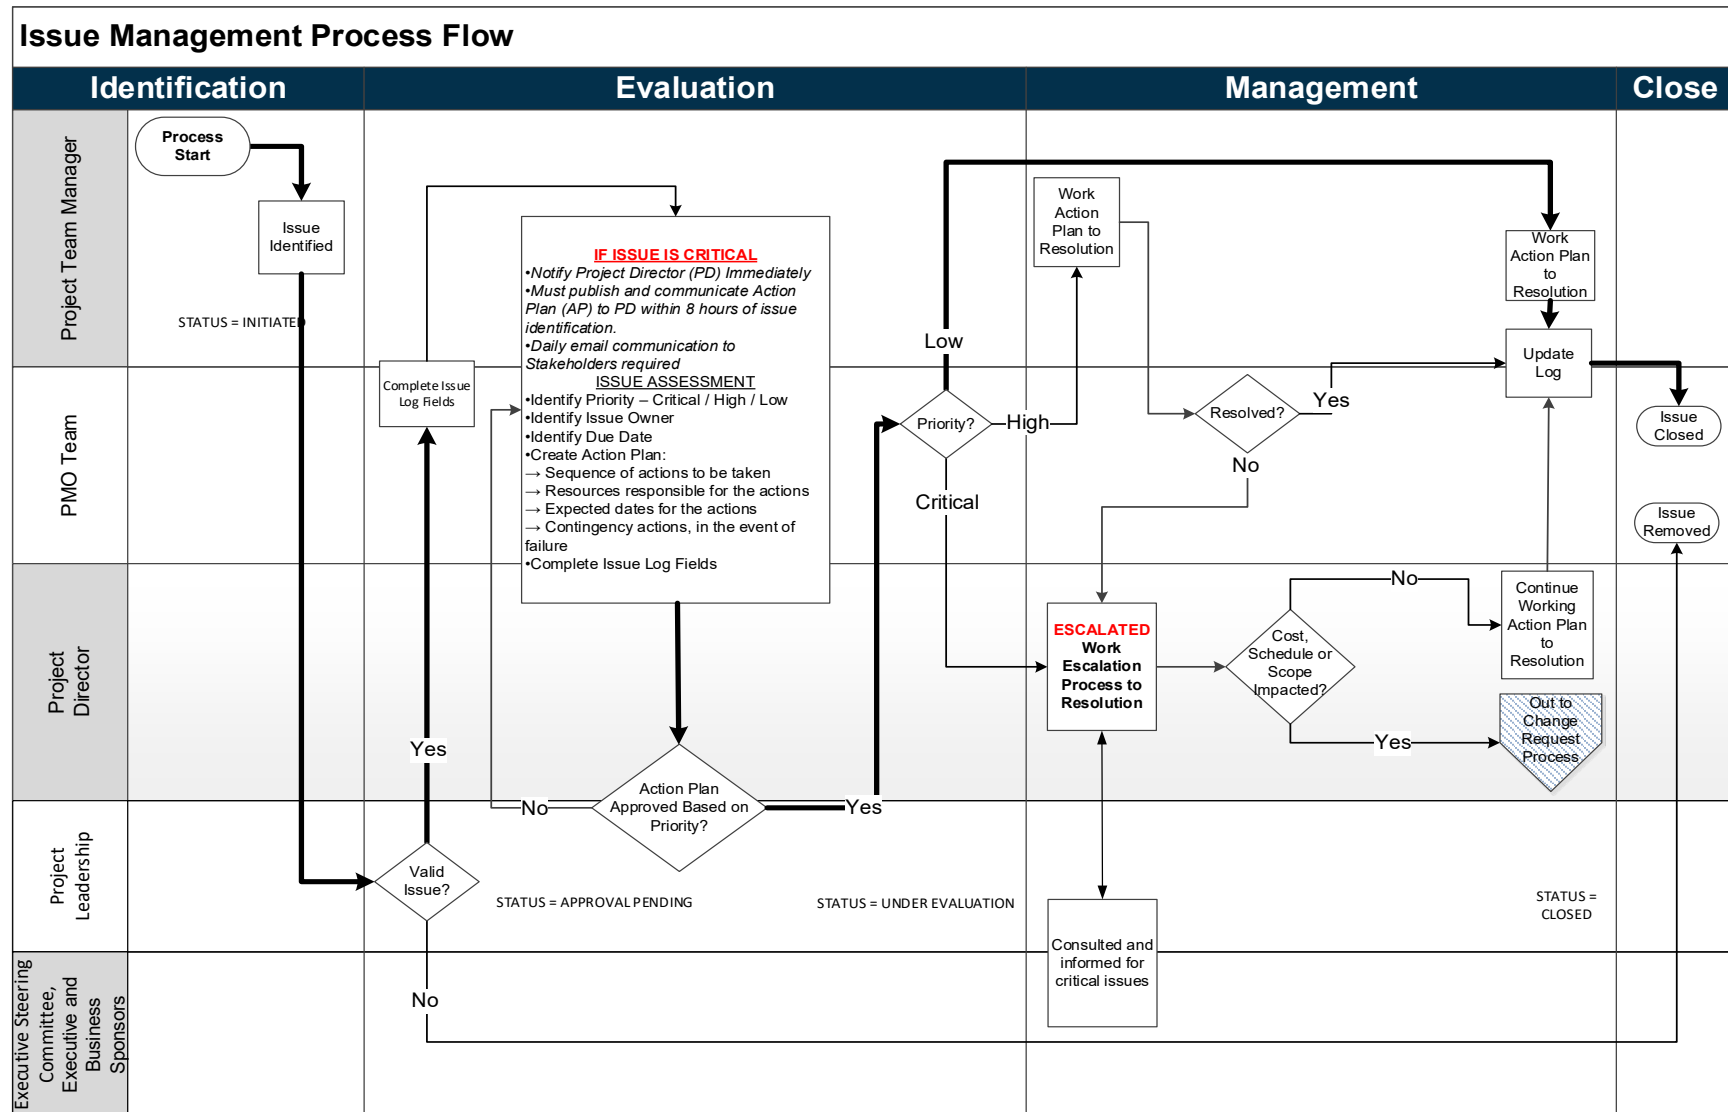 Issue Management Process Flow
Identification
Evaluation
Management
Close
Project Team Manager
PMO Team
Project
Director
Project
Leadership
Executive Steering
Committee,
Executive and
Business
Sponsors
Process
Start
Issue
Identified
STATUS = INITIATED
Complete Issue
Log Fields
Yes
Valid
Issue?
No
IF ISSUE IS CRITICAL
•Notify Project Director (PD) Immediately
•Must publish and communicate Action
Plan (AP) to PD within 8 hours of issue
identification.
•Daily email communication to
Stakeholders required
ISSUE ASSESSMENT
•Identify Priority – Critical / High / Low
•Identify Issue Owner
•Identify Due Date
•Create Action Plan:
→ Sequence of actions to be taken
→ Resources responsible for the actions
→ Expected dates for the actions
→ Contingency actions, in the event of
failure
•Complete Issue Log Fields
No
Action Plan
Approved Based on
Priority?
Yes
STATUS = APPROVAL PENDING
STATUS = UNDER EVALUATION
Low
Priority?
High
Critical
Work
Action
Plan to
Resolution
Resolved?
Yes
No
ESCALATED
Work
Escalation
Process to
Resolution
Consulted and
informed for
critical issues
Cost,
Schedule or
Scope
Impacted?
No
Yes
Work
Action Plan
to
Resolution
Update
Log
Continue
Working
Action Plan
to
Resolution
Out to
Change
Request
Process
STATUS =
CLOSED
Issue
Closed
Issue
Removed